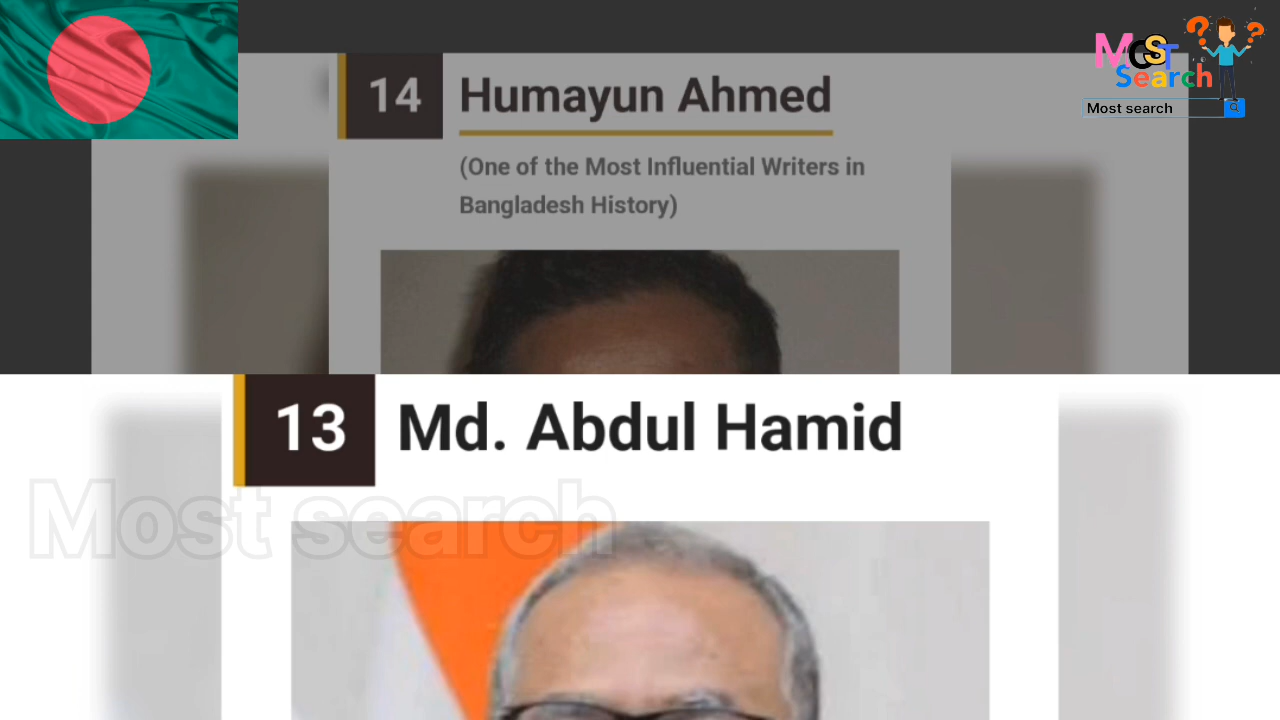 14 Humayun Ahmed
(One of the Most Influential Writers in
Bangladesh History)
MOST
Search
Most search
13 Md. Abdul Hamid
Most search